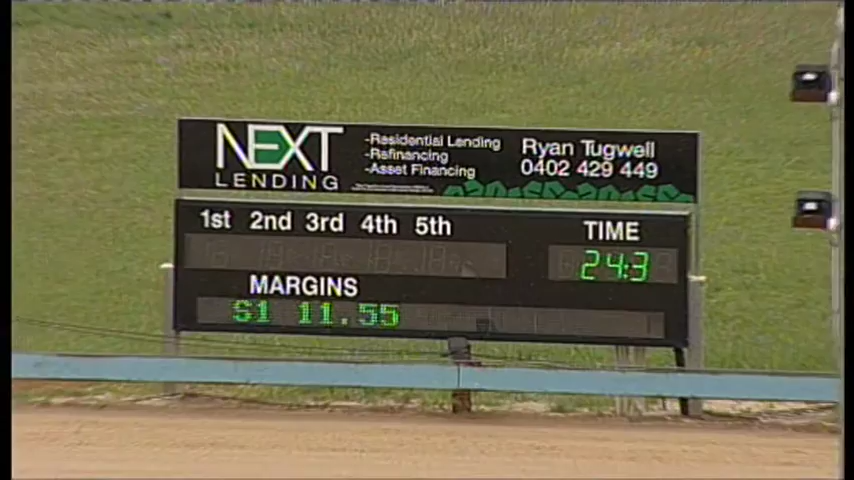 NEXT
LENDING
-Residential Lending
-Refinancing
-Asset Financing
Ryan Tugwell
0402 429 449
1st 2nd 3rd 4th 5th
TIME
24:3
MARGINS
S1 11.55